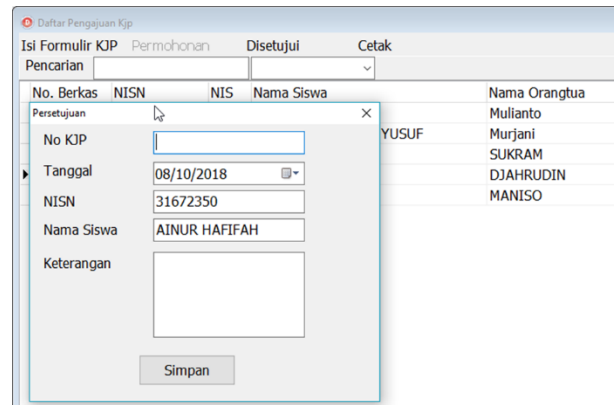 Daftar Pengajuan Kjp
Isi Formulir KJP Permohonan Disetujui Cetak
Pencarian
No. Berkas NISN NIS Nama Siswa Nama Orangtua
Mulianto
YUSUF Murjani
SUKRAM
DJAHRUDIN
MANISO
Persetujuan
No KJP
Tanggal 08/10/2018
NISN 31672350
Nama Siswa AINUR HAFIFAH
Keterangan
Simpan